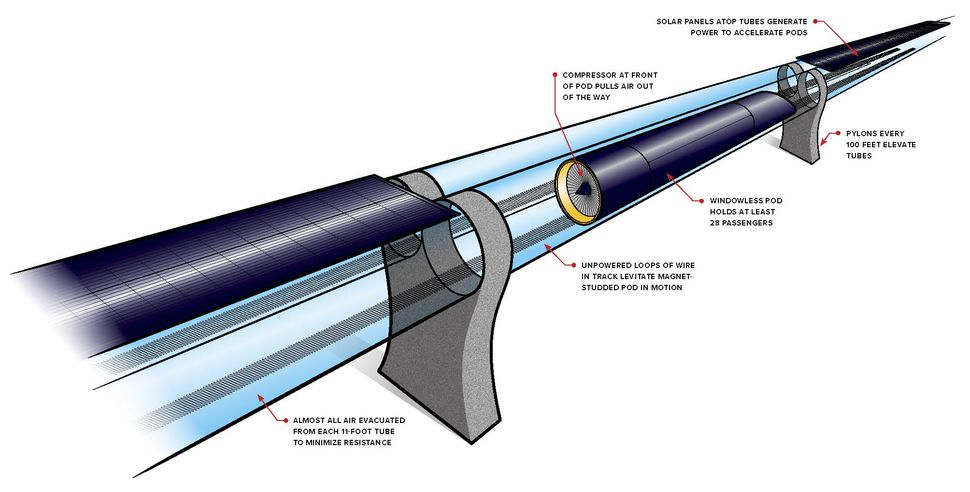 SOLAR PANELS ATOP TUBES GENERATE
POWER TO ACCELERATE PODS
COMPRESSOR AT FRONT
OF POD PULLS AIR OUT
OF THE WAY
PYLONS EVERY
100 FEET ELEVATE
TUBES
WINDOWLESS POD
HOLDS AT LEAST
28 PASSENGERS
UNPOWERED LOOPS OF WIRE
IN TRACK LEVITATE MAGNET-
STUDDED POD IN MOTION
ALMOST ALL AIR EVACUATED
FROM EACH 11-FOOT TUBE
TO MINIMIZE RESISTANCE